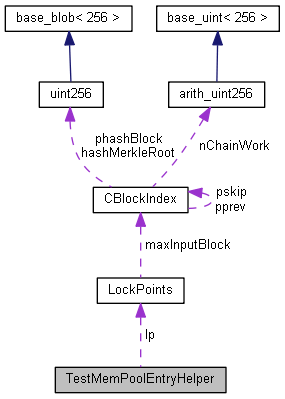 base_blob< 256 >
base_uint< 256 >
uint256
arith_uint256
phashBlock
hashMerkleRoot
nChainWork
CBlockIndex
pskip
pprev
maxInputBlock
LockPoints
lp
TestMemPoolEntryHelper